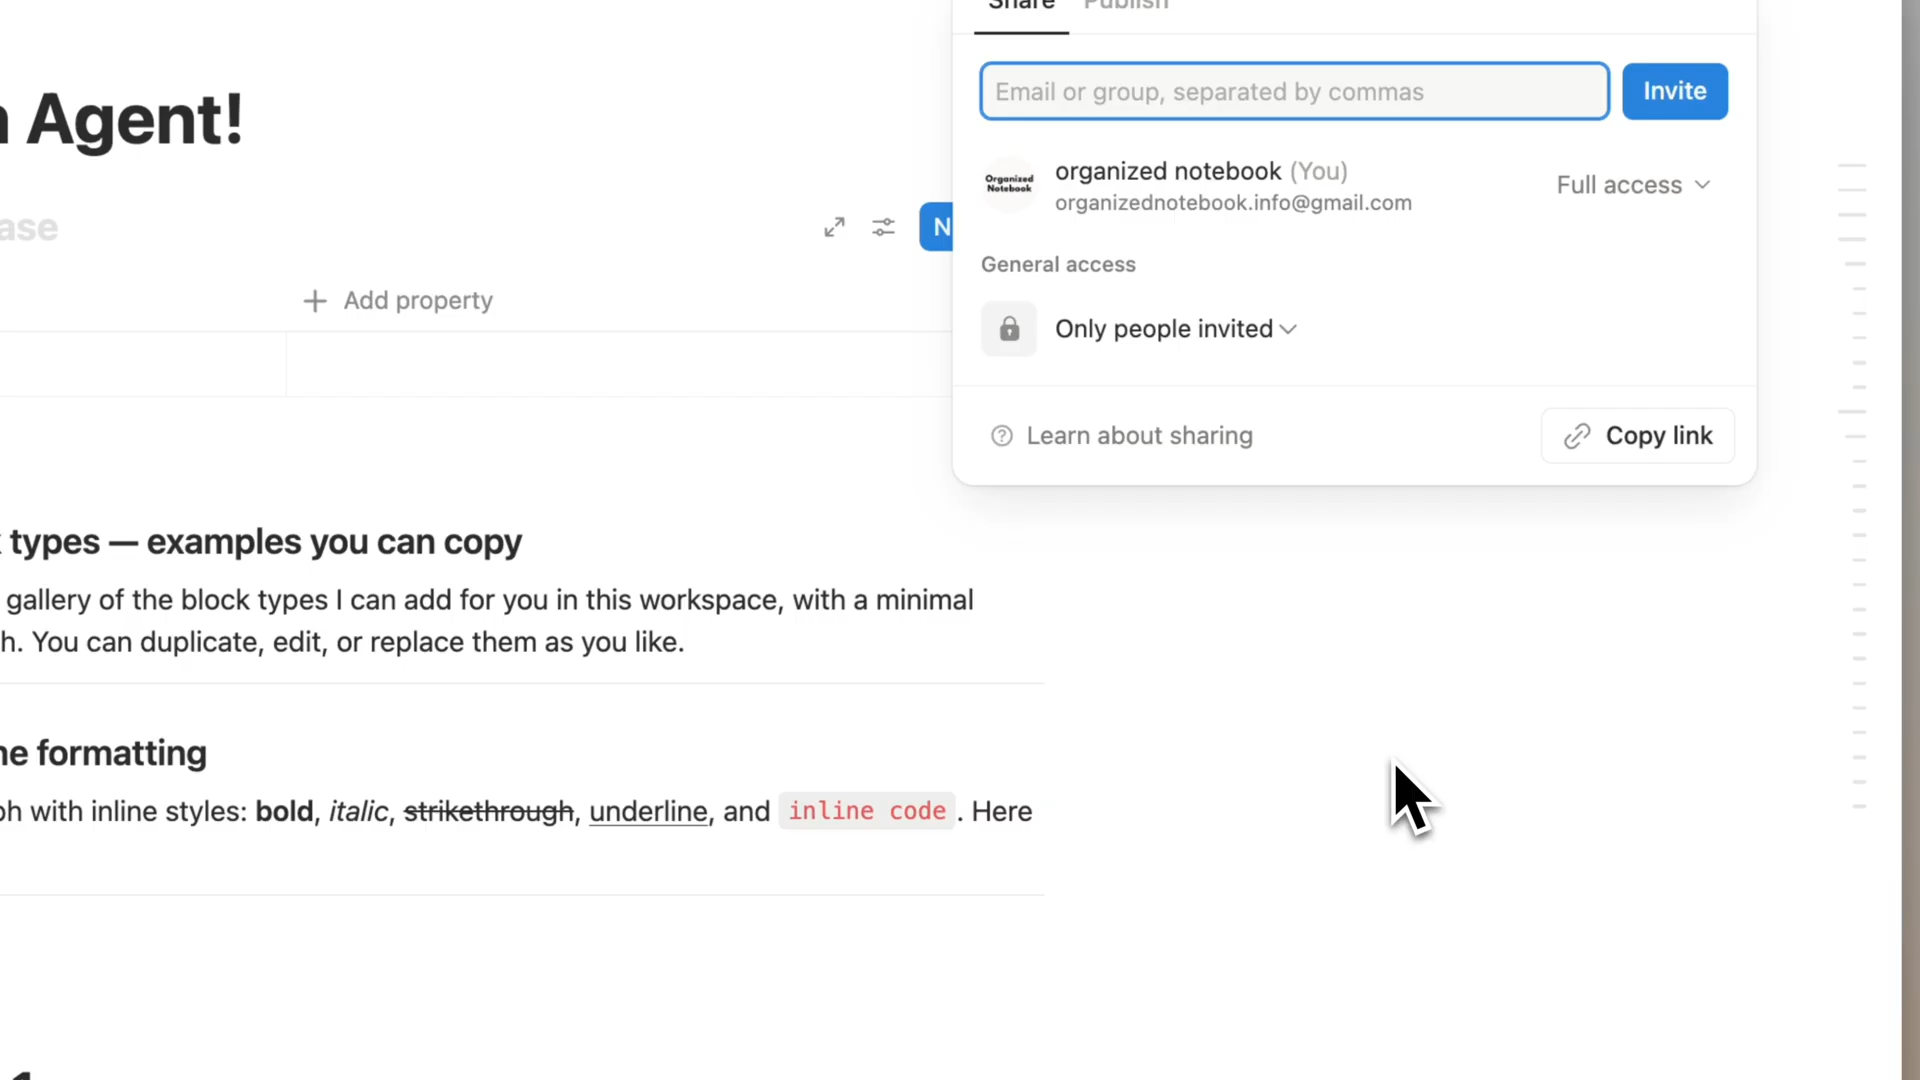 Share Publish
Agent!
Email or group, separated by commas
Invite
Organized
Notebook
organized notebook (You)
organizednotebook.info@gmail.com
Full access
ase
N
General access
Add property
Only people invited
Learn about sharing
Copy link
types — examples you can copy
gallery of the block types I can add for you in this workspace, with a minimal
h. You can duplicate, edit, or replace them as you like.
ne formatting
ph with inline styles: bold, italic, strikethrough, underline, and inline code. Here